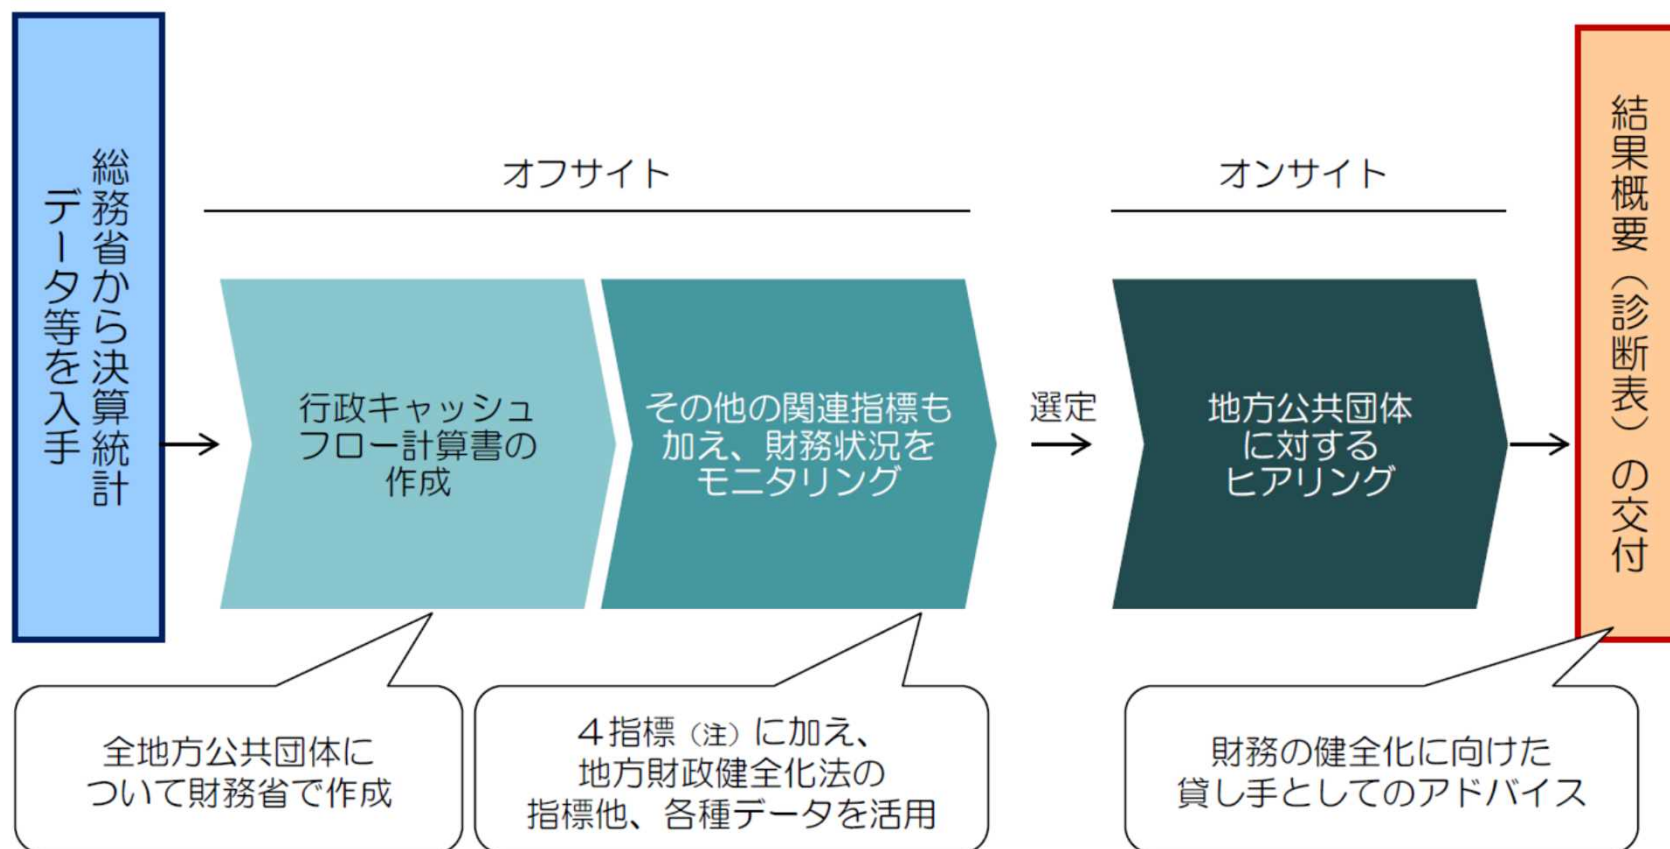 総務省から決算統計
データ等を入手
オフサイト
行政キャッシュ
フロー計算書の
作成
その他の関連指標も
加え、財務状況を
モニタリング
選定
オンサイト
地方公共団体
に対する
ヒアリング
結果概要（診断表）の交付
全地方公共団体に
ついて財務省で作成
４指標（注）に加え、
地方財政健全化法の
指標他、各種データを活用
財務の健全化に向けた
貸し手としてのアドバイス